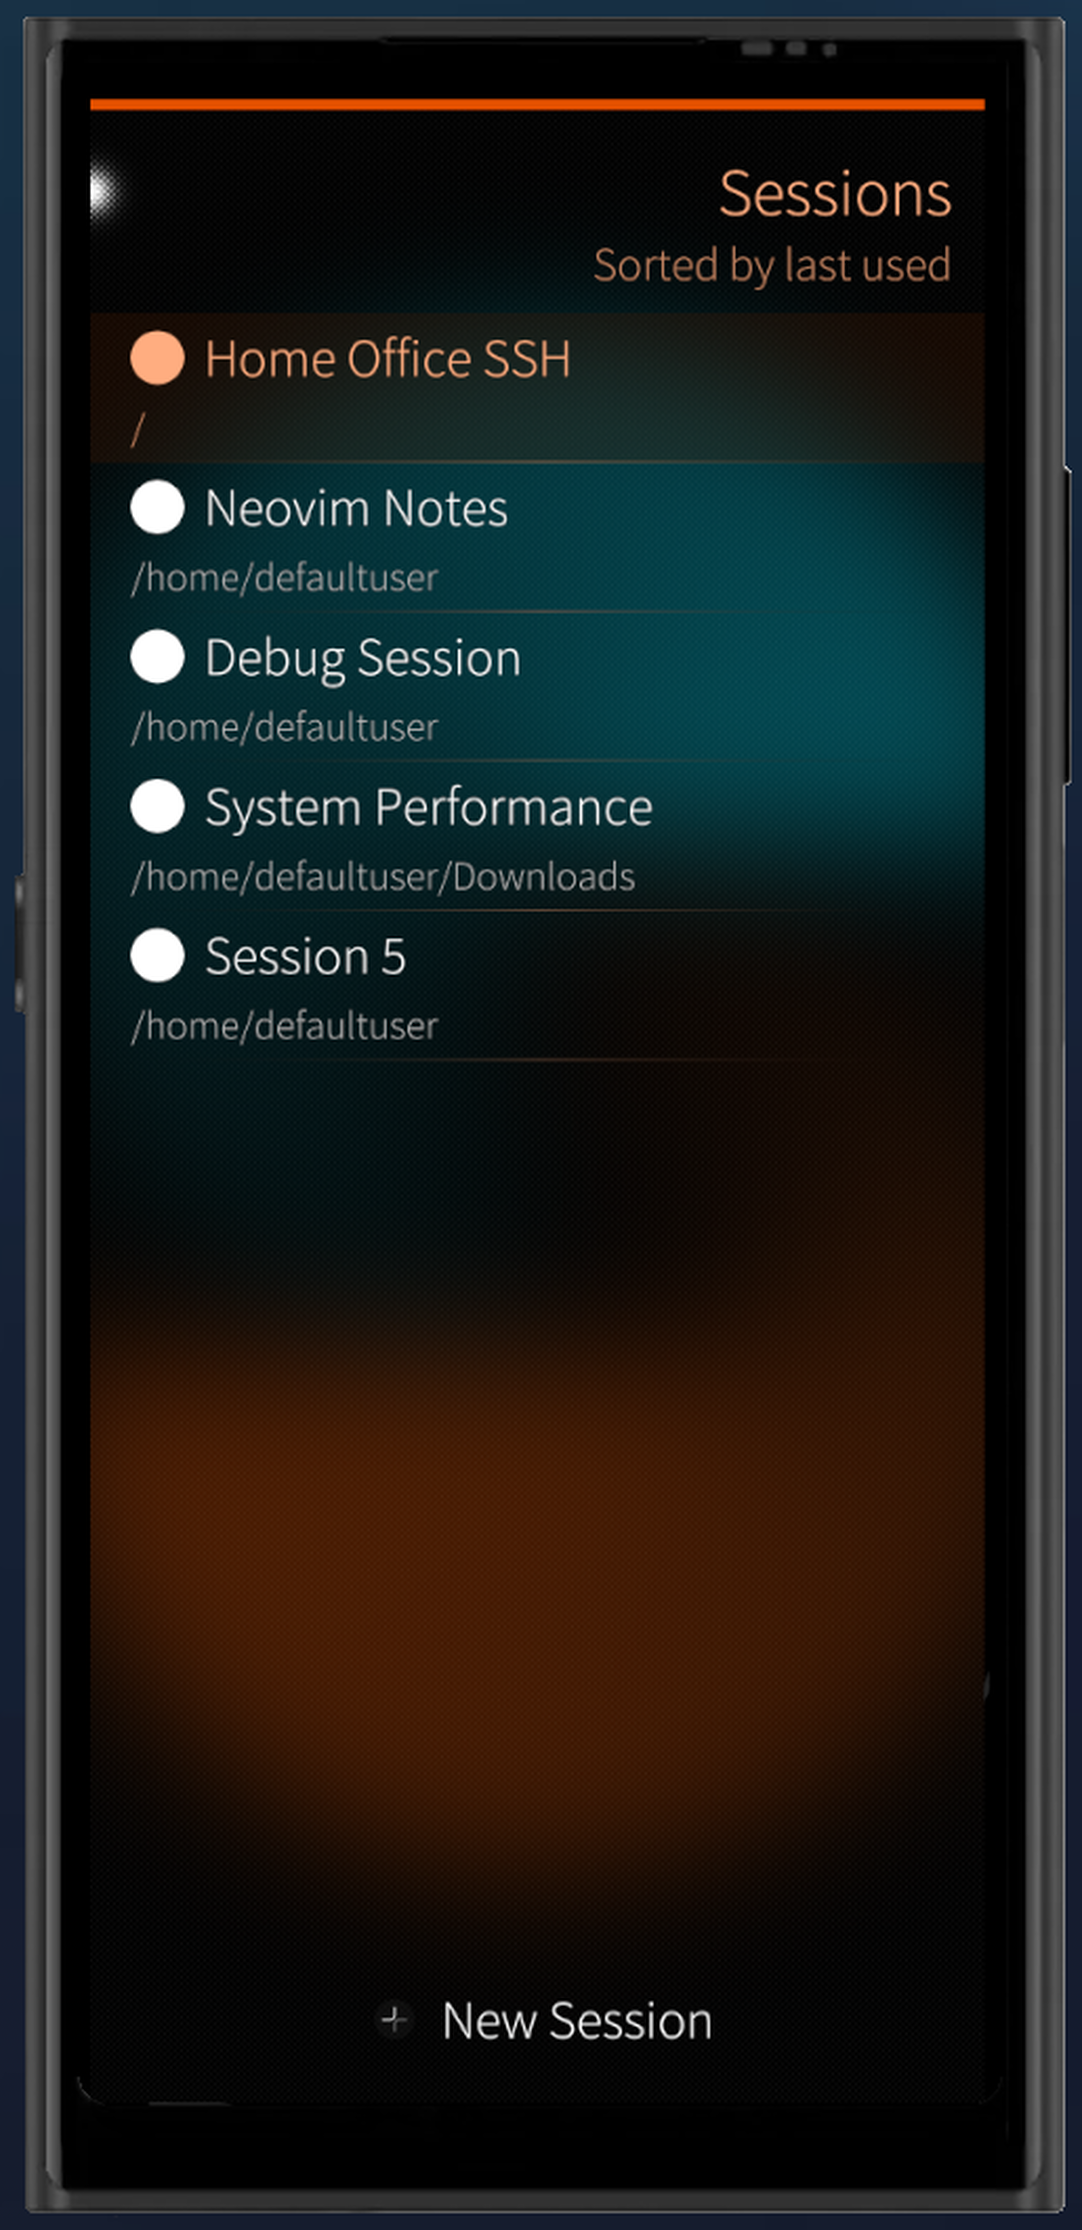 Sessions
Sorted by last used
Home Office SSH
/
Neovim Notes
/home/defaultuser
Debug Session
/home/defaultuser
System Performance
/home/defaultuser/Downloads
Session 5
/home/defaultuser
New Session